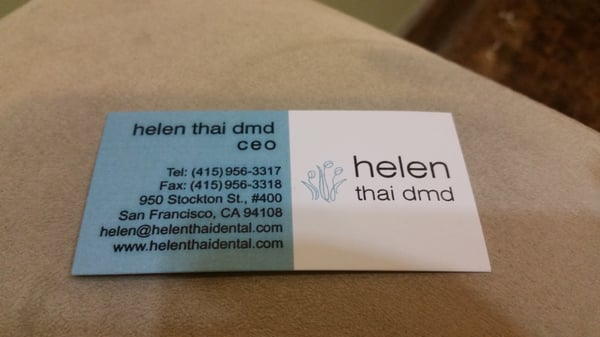 helen thai dmd
ceo
Tel: (415) 956-3317
Fax: (415) 956-3318
950 Stockton St., #400
San Francisco, CA 94108
helen@helenthaidental.com
www.helenthaidental.com
helen
thai dmd